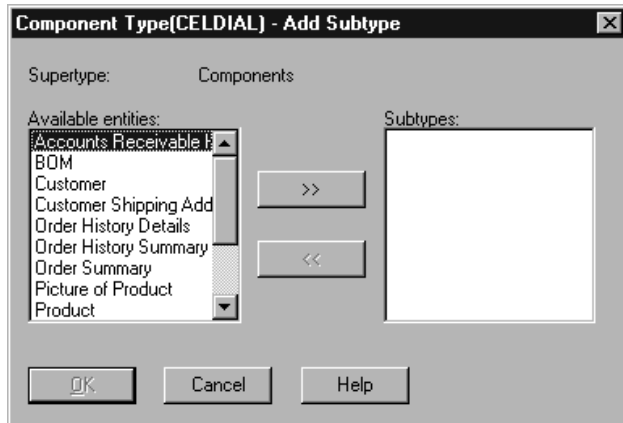 Component Type(CELDIAL) - Add Subtype
Supertype: Components
Available entities:
Subtypes:
Accounts Receivable H
BOM
Customer
Customer Shipping Add
Order History Details
Order History Summary
Order Summary
Picture of Product
Product
>>
<<
OK
Cancel
Help